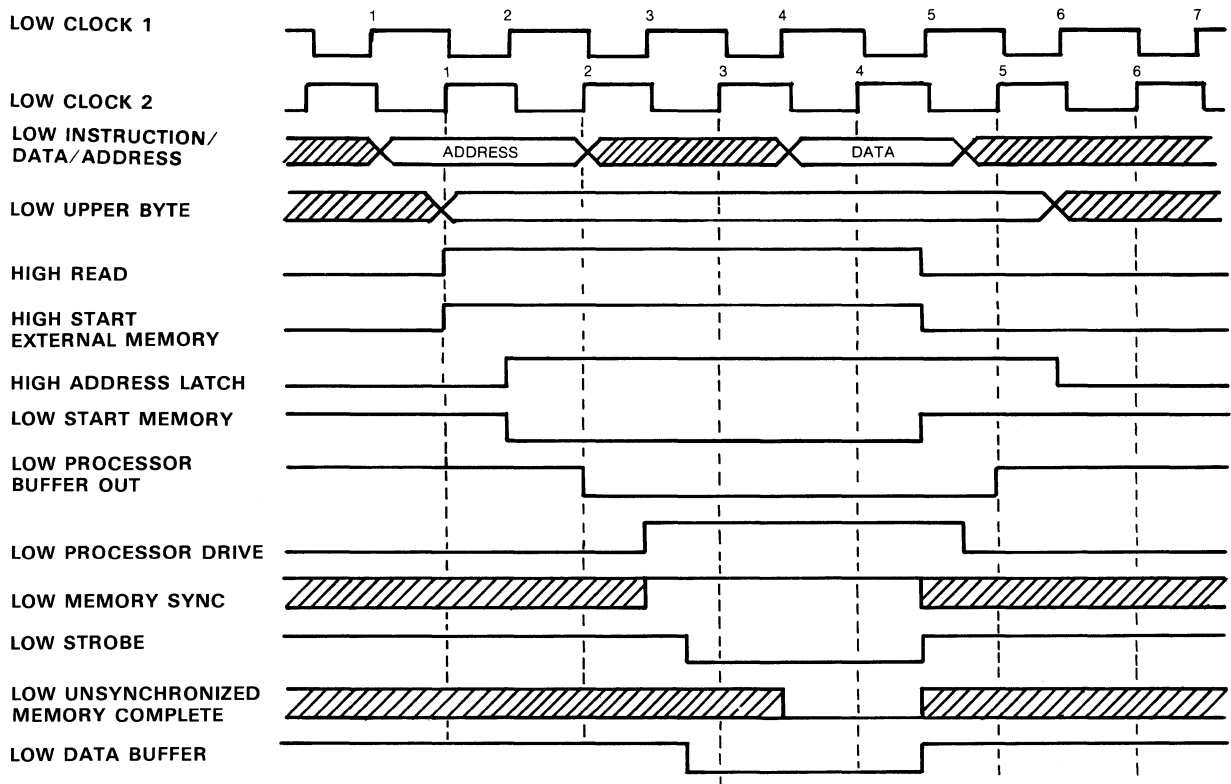 1 2 3 4 5 6 7
LOW CLOCK 1
1 2 3 4 5 6
LOW CLOCK 2
LOW INSTRUCTION/
DATA/ADDRESS
ADDRESS DATA
LOW UPPER BYTE
HIGH READ
HIGH START
EXTERNAL MEMORY
HIGH ADDRESS LATCH
LOW START MEMORY
LOW PROCESSOR
BUFFER OUT
LOW PROCESSOR DRIVE
LOW MEMORY SYNC
LOW STROBE
LOW UNSYNCHRONIZED
MEMORY COMPLETE
LOW DATA BUFFER